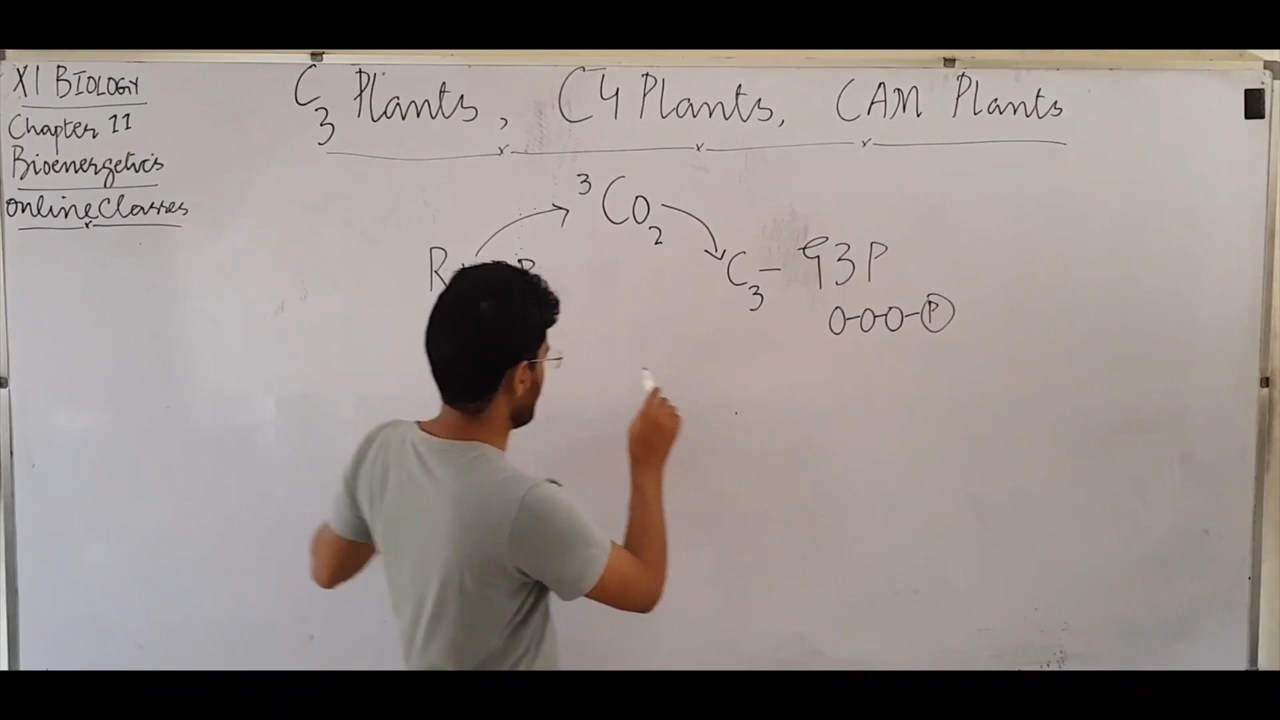 XI BIOLOGY
Chapter 11
Bioenergetics
Online Classes
C3 Plants, C4 Plants, CAM Plants
3 CO2
C3 - G3P
O-O-O-P